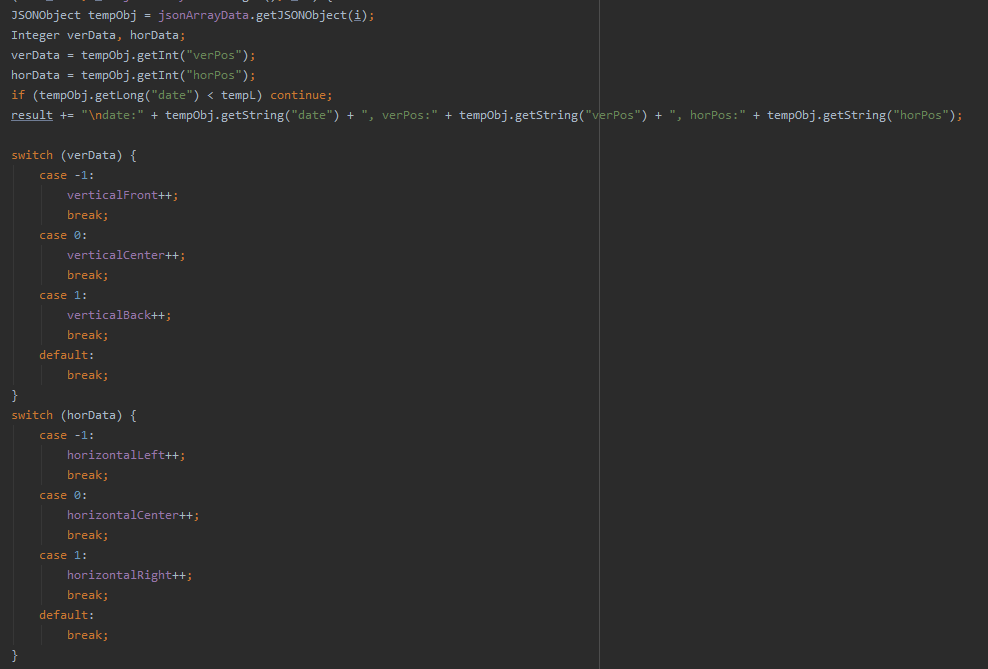 JSONObject tempObj = jsonArrayData.getJSONObject(i);
Integer verData, horData;
verData = tempObj.getInt("verPos");
horData = tempObj.getInt("horPos");
if (tempObj.getLong("date") < tempL) continue;
result += "\ndate:" + tempObj.getString("date") + ", verPos:" + tempObj.getString("verPos") + ", horPos:" + tempObj.getString("horPos");
switch (verData) {
case -1:
verticalFront++;
break;
case 0:
verticalCenter++;
break;
case 1:
verticalBack++;
break;
default:
break;
}
switch (horData) {
case -1:
horizontalLeft++;
break;
case 0:
horizontalCenter++;
break;
case 1:
horizontalRight++;
break;
default:
break;
}